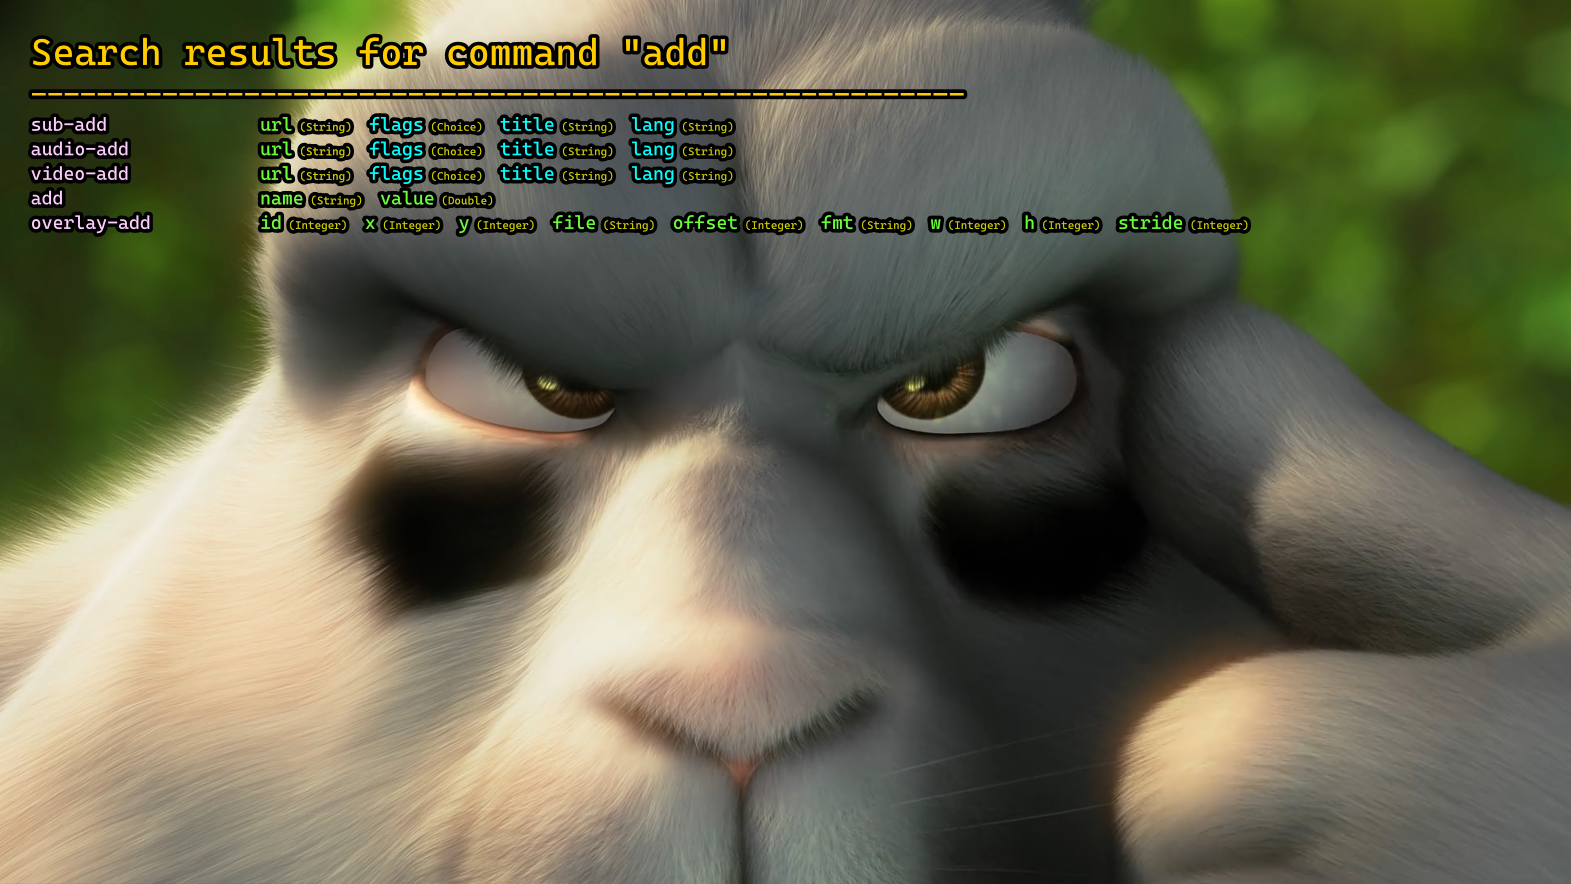 Search results for command "add"
----------------------------------------------------------
sub-add url (String) flags (Choice) title (String) lang (String)
audio-add url (String) flags (Choice) title (String) lang (String)
video-add url (String) flags (Choice) title (String) lang (String)
add name (String) value (Double)
overlay-add id (Integer) x (Integer) y (Integer) file (String) offset (Integer) fmt (String) w (Integer) h (Integer) stride (Integer)